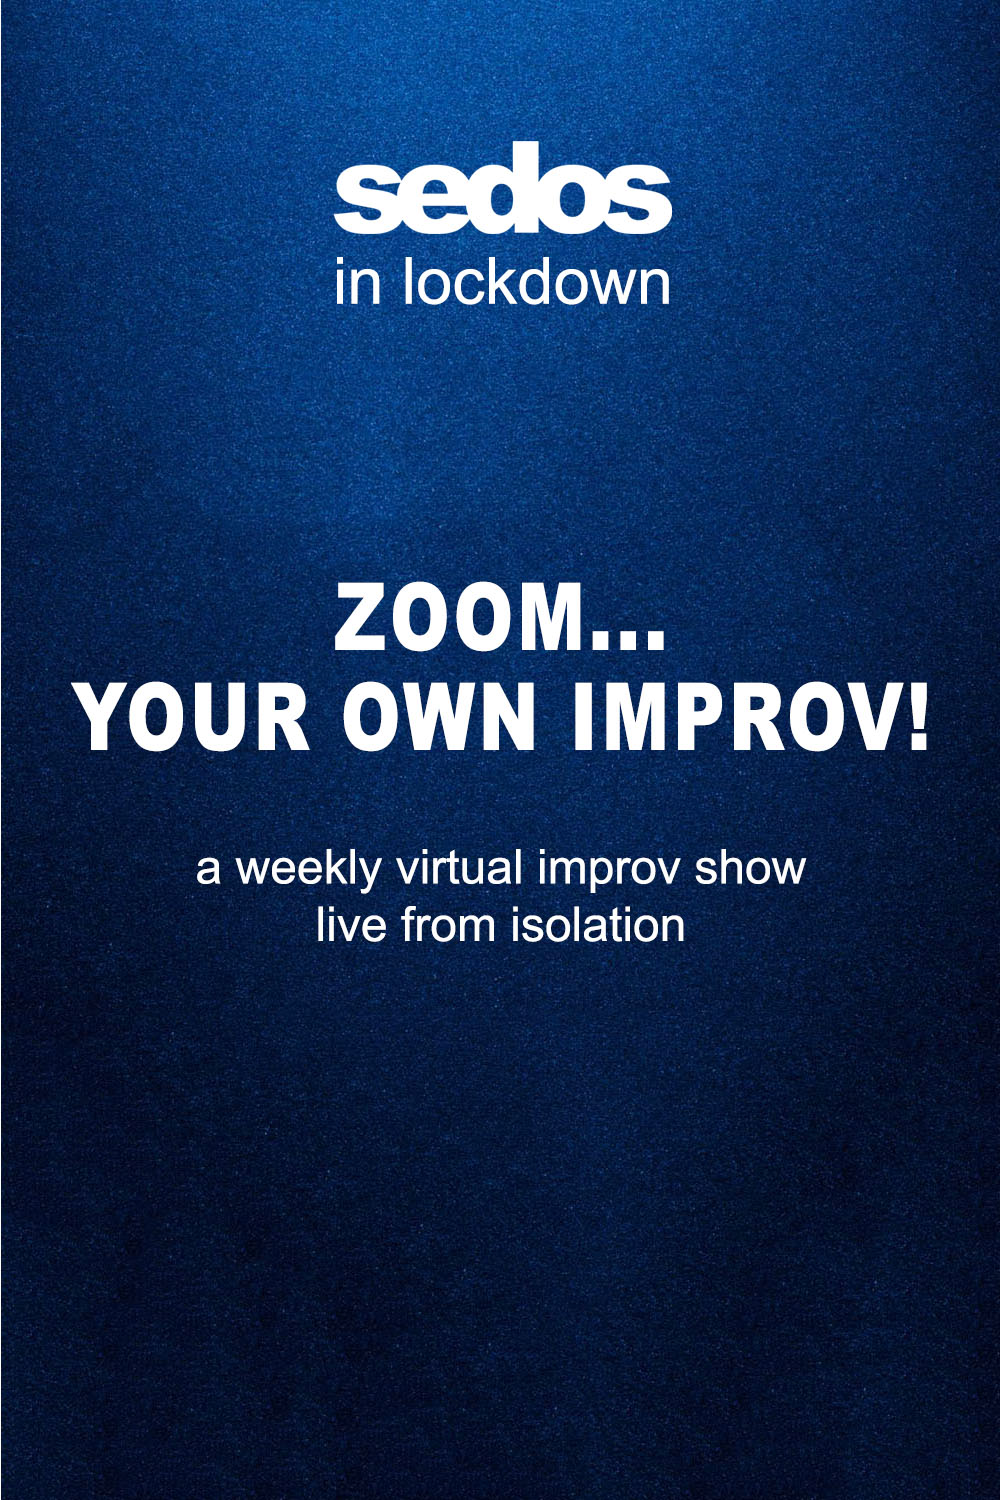 sedos
in lockdown
ZOOM...
YOUR OWN IMPROV!
a weekly virtual improv show
live from isolation